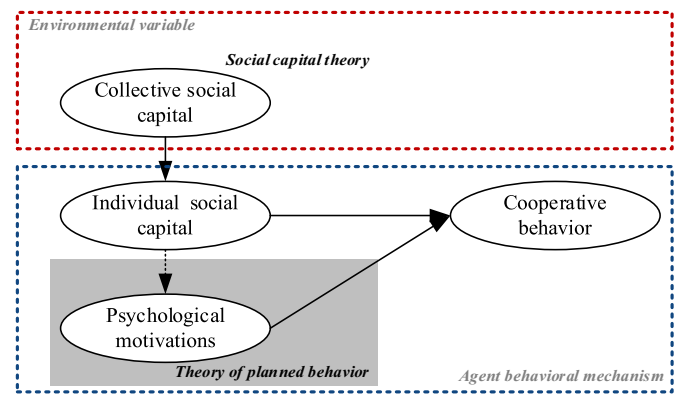 Environmental variable
Social capital theory
Collective social
capital
Individual social
capital
Cooperative
behavior
Psychological
motivations
Theory of planned behavior
Agent behavioral mechanism